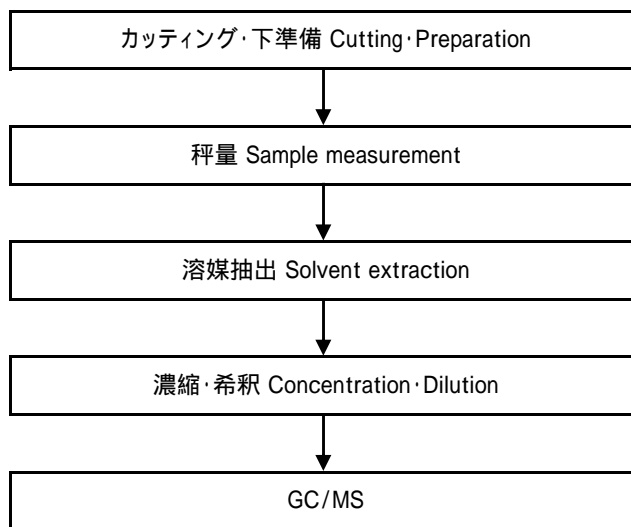 カッティング・下準備 Cutting・Preparation
秤量 Sample measurement
溶媒抽出 Solvent extraction
濃縮・希釈 Concentration・Dilution
GC/MS